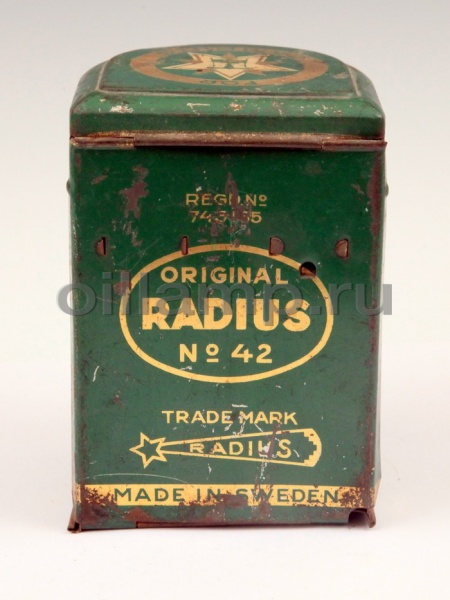 REGD Nº
ORIGINAL
RADIUS
Nº 42
TRADE MARK
RADIUS
MADE IN SWEDEN
oillamp.ru